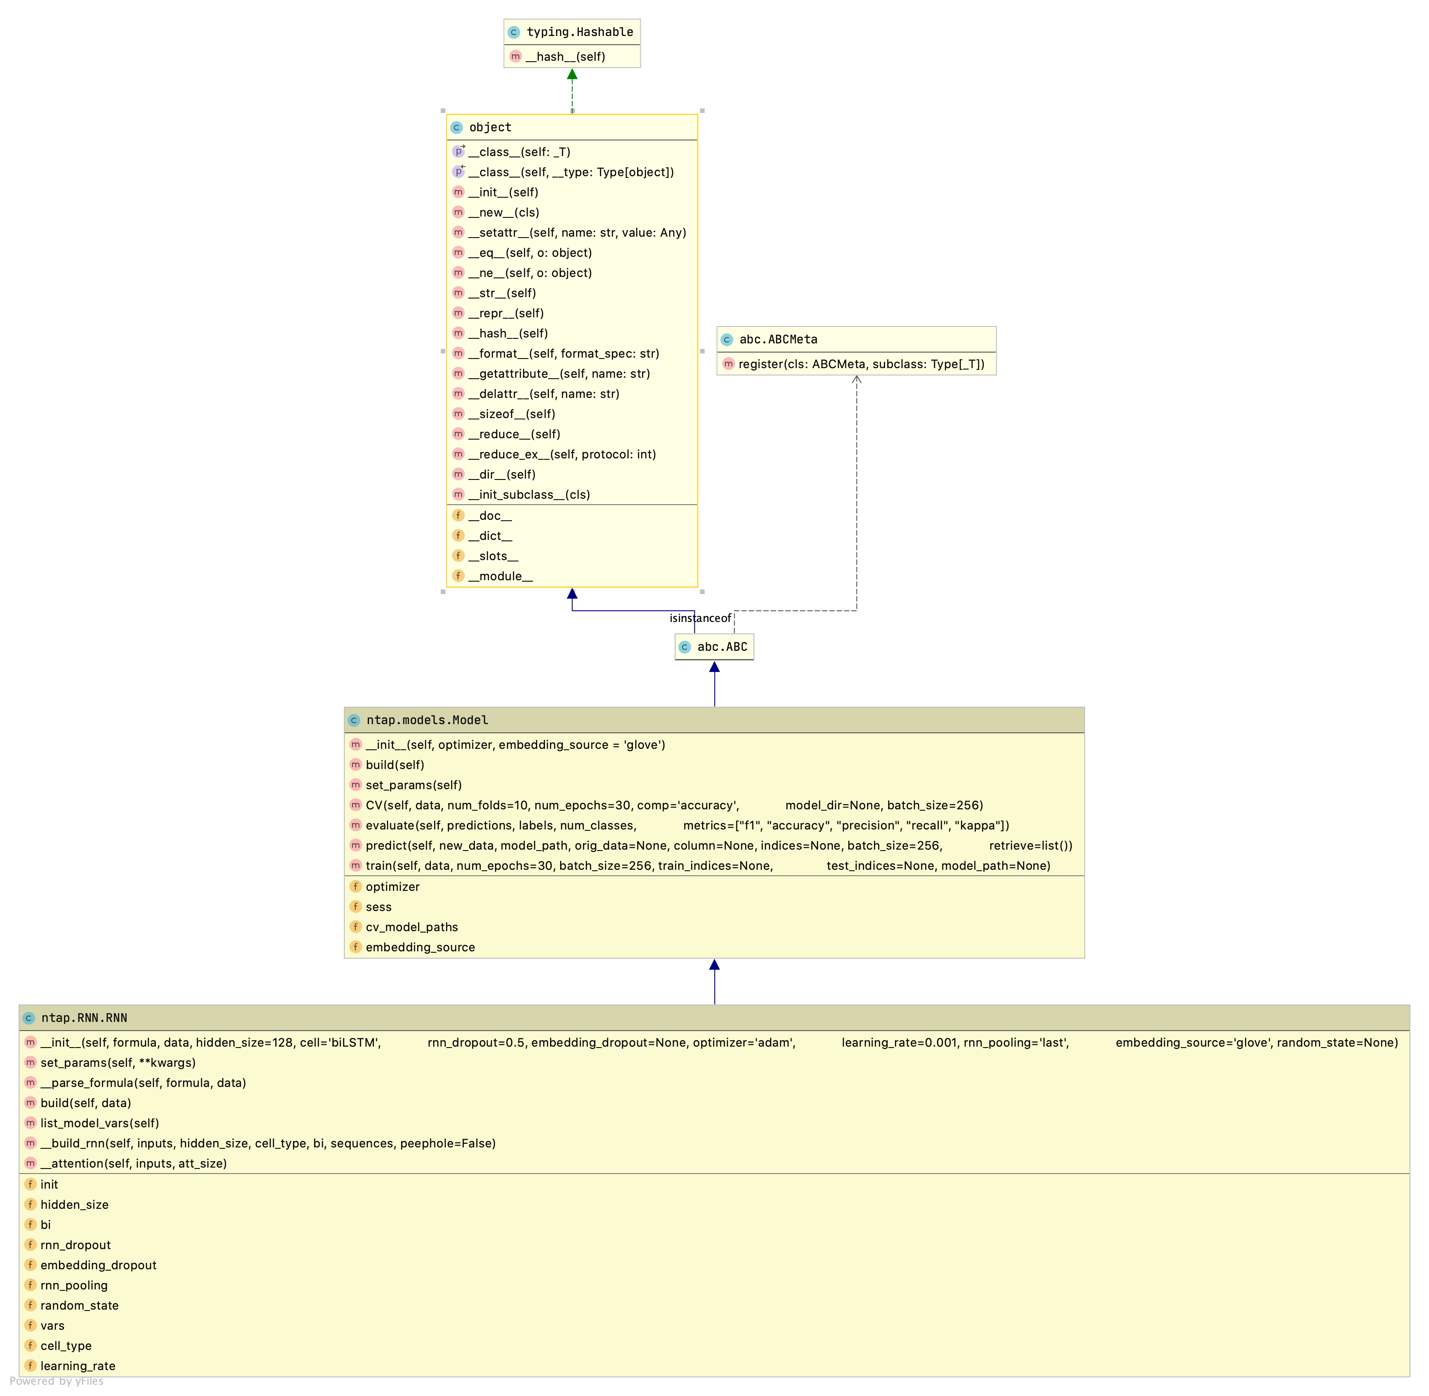 typing.Hashable
__hash__(self)
object
__class__(self: _T)
__class__(self, __type: Type[object])
__init__(self)
__new__(cls)
__setattr__(self, name: str, value: Any)
__eq__(self, o: object)
__ne__(self, o: object)
__str__(self)
__repr__(self)
__hash__(self)
__format__(self, format_spec: str)
__getattribute__(self, name: str)
__delattr__(self, name: str)
__sizeof__(self)
__reduce__(self)
__reduce_ex__(self, protocol: int)
__dir__(self)
__init_subclass__(cls)
__doc__
__dict__
__slots__
__module__
abc.ABCMeta
register(cls: ABCMeta, subclass: Type[_T])
isinstanceof
abc.ABC
ntap.models.Model
__init__(self, optimizer, embedding_source = 'glove')
build(self)
set_params(self)
CV(self, data, num_folds=10, num_epochs=30, comp='accuracy', model_dir=None, batch_size=256)
evaluate(self, predictions, labels, num_classes, metrics=["f1", "accuracy", "precision", "recall", "kappa"])
predict(self, new_data, model_path, orig_data=None, column=None, indices=None, batch_size=256, retrieve=list())
train(self, data, num_epochs=30, batch_size=256, train_indices=None, test_indices=None, model_path=None)
optimizer
sess
cv_model_paths
embedding_source
ntap.RNN.RNN
__init__(self, formula, data, hidden_size=128, cell='biLSTM', rnn_dropout=0.5, embedding_dropout=None, optimizer='adam', learning_rate=0.001, rnn_pooling='last', embedding_source='glove', random_state=None)
set_params(self, **kwargs)
__parse_formula(self, formula, data)
build(self, data)
list_model_vars(self)
__build_rnn(self, inputs, hidden_size, cell_type, bi, sequences, peephole=False)
__attention(self, inputs, att_size)
init
hidden_size
bi
rnn_dropout
embedding_dropout
rnn_pooling
random_state
vars
cell_type
learning_rate
Powered by yFiles